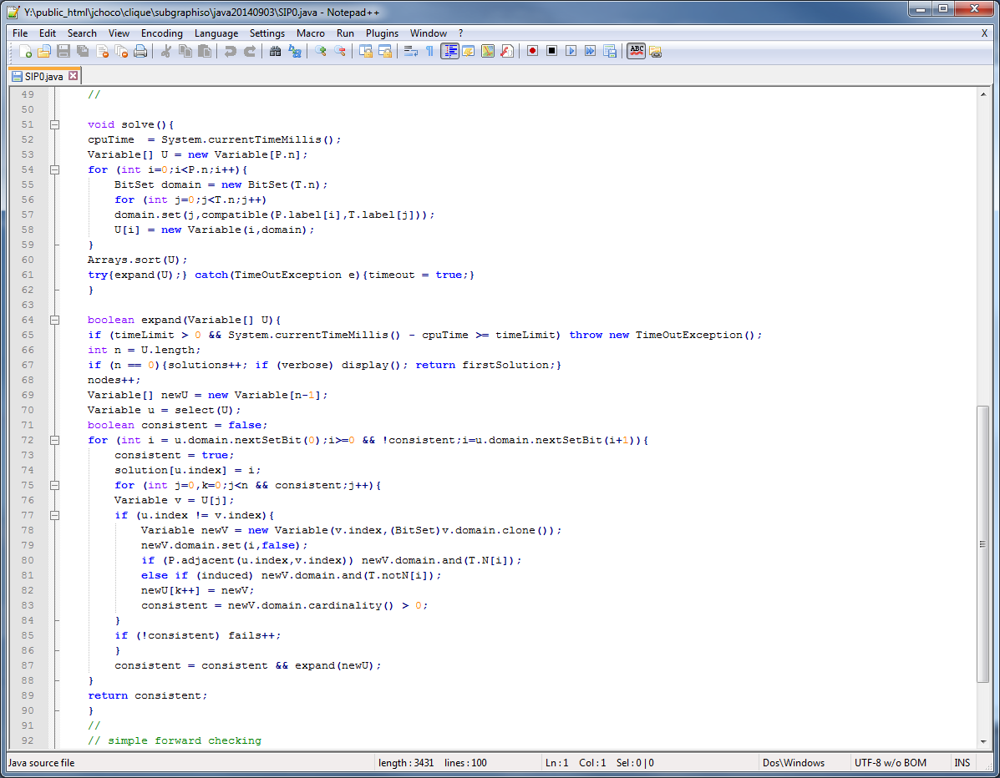 Y:\public_html\jchoco\clique\subgraphiso\java20140903\SIP0.java - Notepad++
File Edit Search View Encoding Language Settings Macro Run Plugins Window ? X
ABC
SIP0.java
49 //
50
51 void solve(){
52 cpuTime  = System.currentTimeMillis();
53 Variable[] U = new Variable[P.n];
54 for (int i=0;i<P.n;i++){
55     BitSet domain = new BitSet(T.n);
56     for (int j=0;j<T.n;j++)
57     domain.set(j,compatible(P.label[i],T.label[j]));
58     U[i] = new Variable(i,domain);
59 }
60 Arrays.sort(U);
61 try{expand(U);} catch(TimeOutException e){timeout = true;}
62 }
63
64 boolean expand(Variable[] U){
65 if (timeLimit > 0 && System.currentTimeMillis() - cpuTime >= timeLimit) throw new TimeOutException();
66 int n = U.length;
67 if (n == 0){solutions++; if (verbose) display(); return firstSolution;}
68 nodes++;
69 Variable[] newU = new Variable[n-1];
70 Variable u = select(U);
71 boolean consistent = false;
72 for (int i = u.domain.nextSetBit(0);i>=0 && !consistent;i=u.domain.nextSetBit(i+1)){
73     consistent = true;
74     solution[u.index] = i;
75     for (int j=0,k=0;j<n && consistent;j++){
76     Variable v = U[j];
77     if (u.index != v.index){
78         Variable newV = new Variable(v.index,(BitSet)v.domain.clone());
79         newV.domain.set(i,false);
80         if (P.adjacent(u.index,v.index)) newV.domain.and(T.N[i]);
81         else if (induced) newV.domain.and(T.notN[i]);
82         newU[k++] = newV;
83         consistent = newV.domain.cardinality() > 0;
84     }
85     if (!consistent) fails++;
86     }
87     consistent = consistent && expand(newU);
88 }
89 return consistent;
90 }
91 //
92 // simple forward checking
Java source file length : 3431 lines : 100 Ln : 1 Col : 1 Sel : 0 | 0 Dos\Windows UTF-8 w/o BOM INS